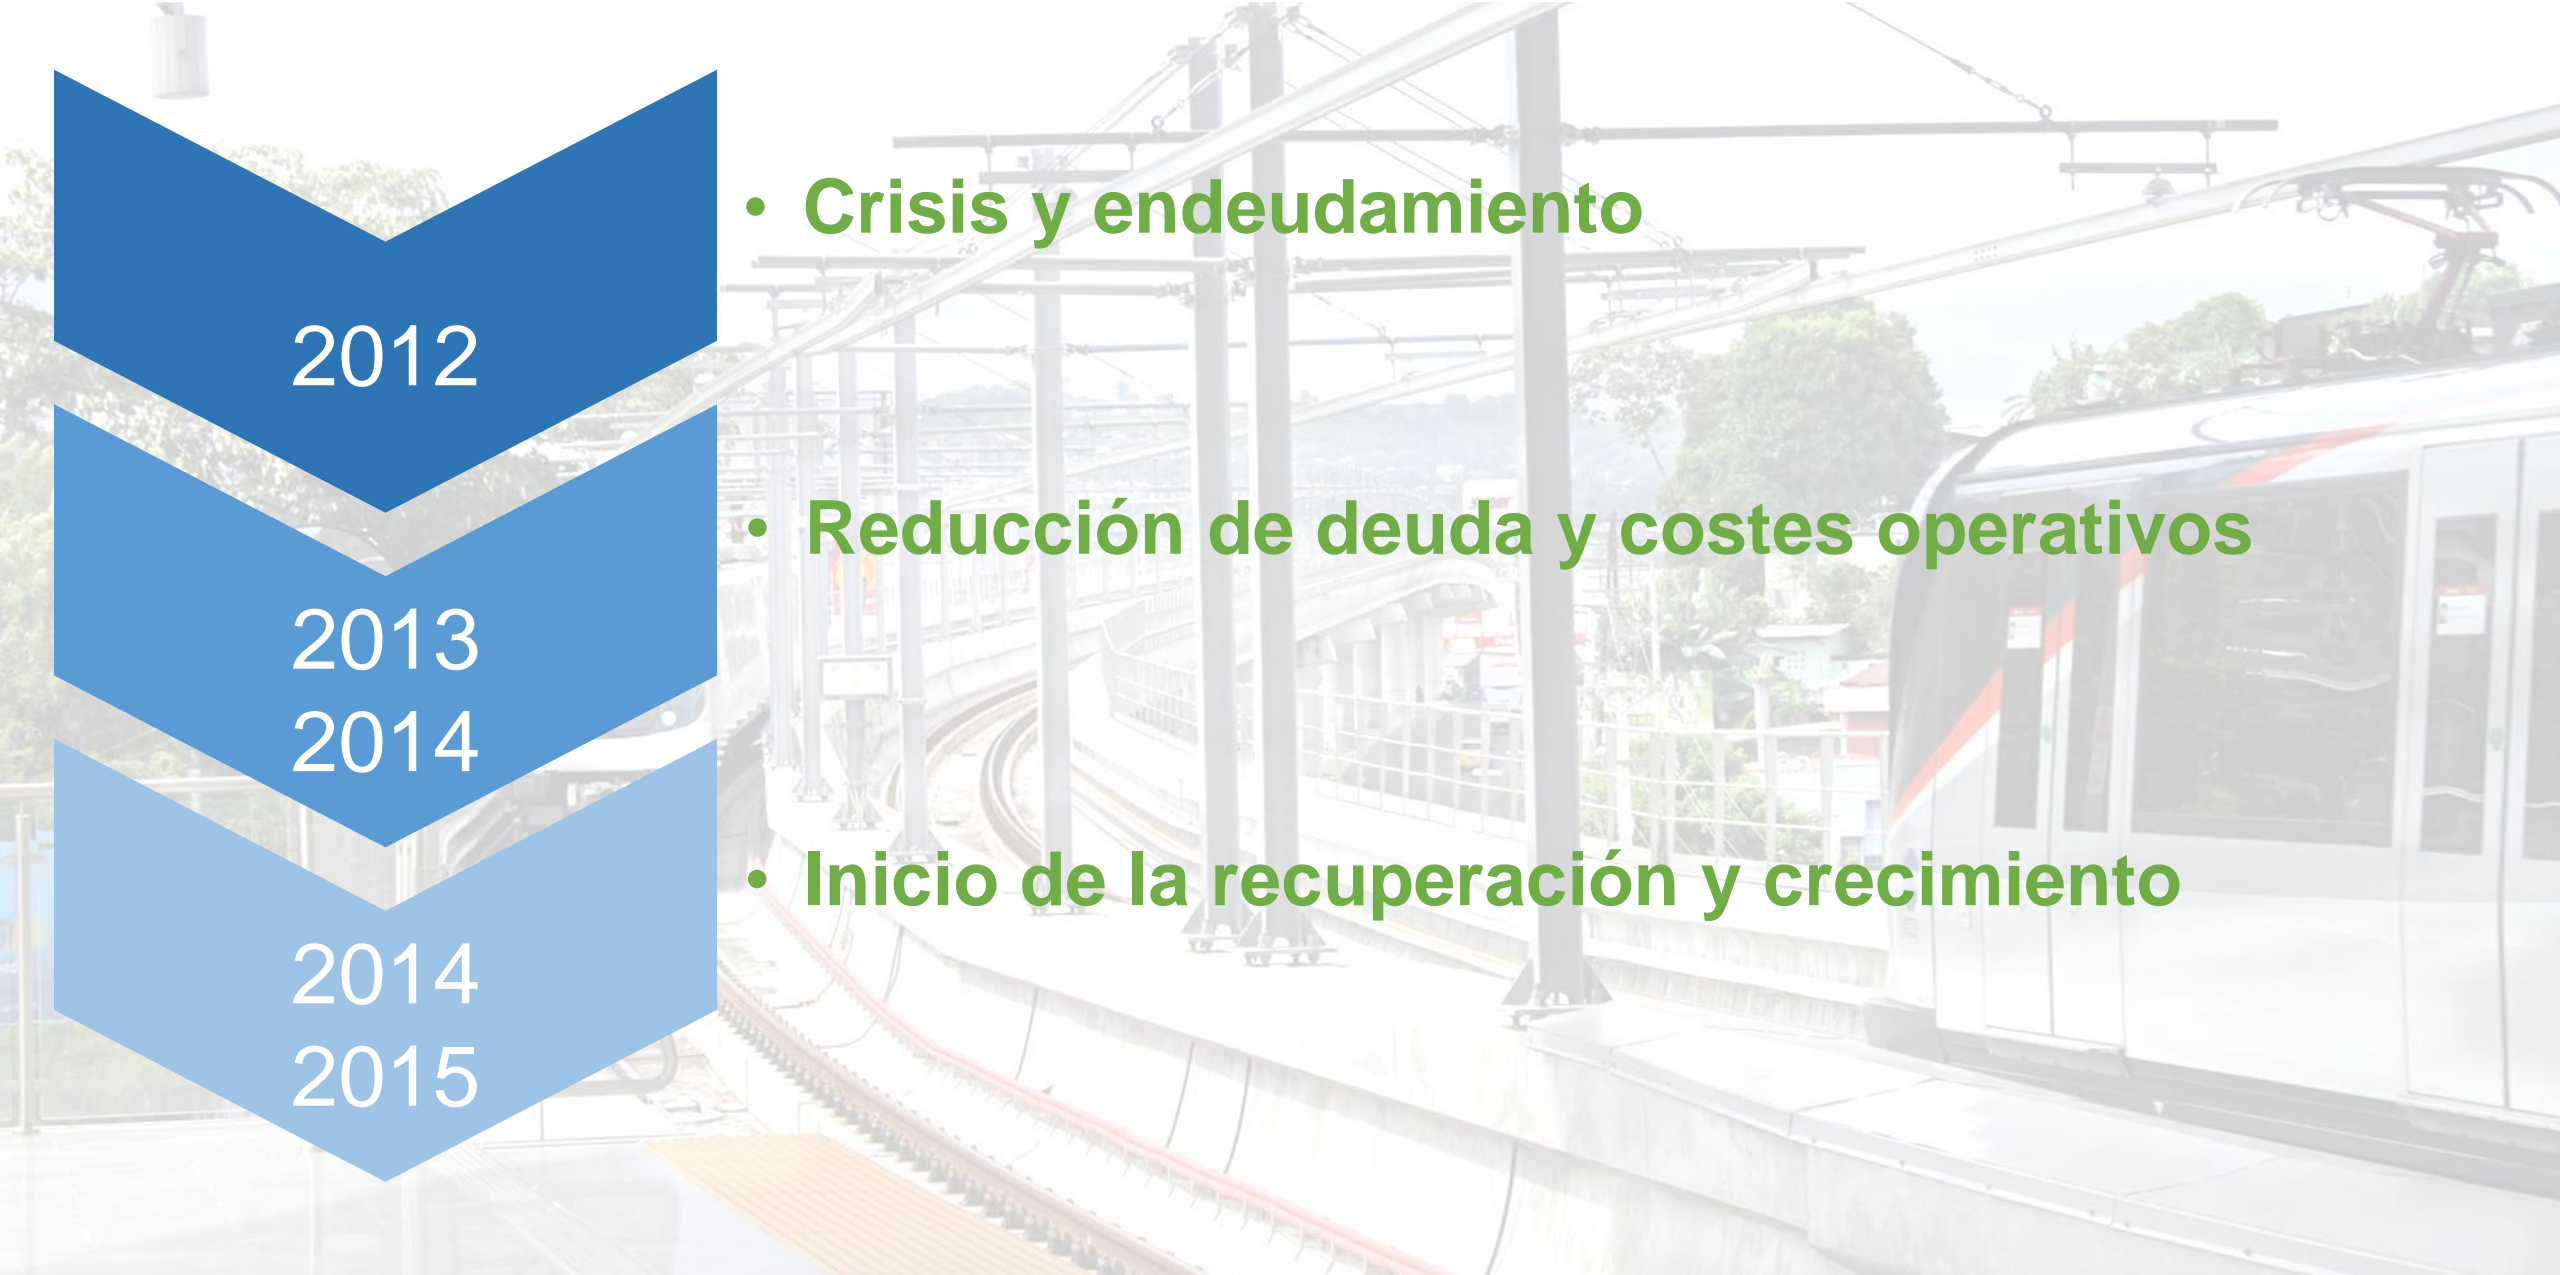 2012
• Crisis y endeudamiento
2013
2014
• Reducción de deuda y costes operativos
2014
2015
• Inicio de la recuperación y crecimiento